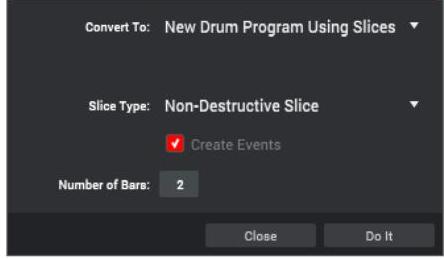 Convert To: New Drum Program Using Slices
Slice Type: Non-Destructive Slice
Create Events
Number of Bars: 2
Close Do It